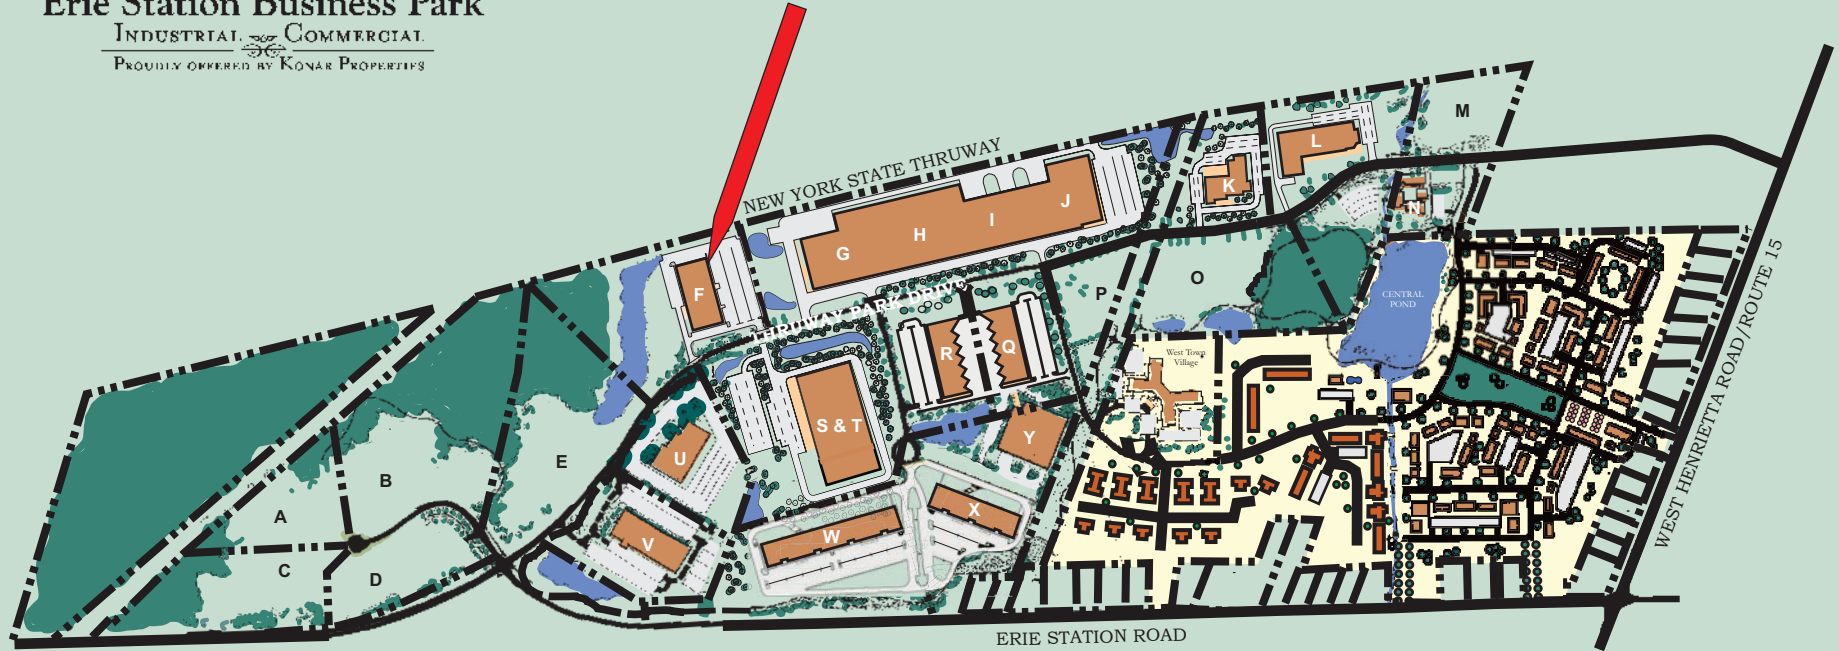 Erie Station Business Park
INDUSTRIAL COMMERCIAL
PROUDLY OFFERED BY KONAR PROPERTIES
M
L
NEW YORK STATE THRUWAY
K
J
I
H
G
N
O
P
F
CENTRAL
POND
THRUWAY PARK DRIVE
WEST HENRIETTA ROAD/ROUTE 15
R
Q
West Town
Village
S & T
Y
U
E
B
A
X
W
V
C
D
ERIE STATION ROAD